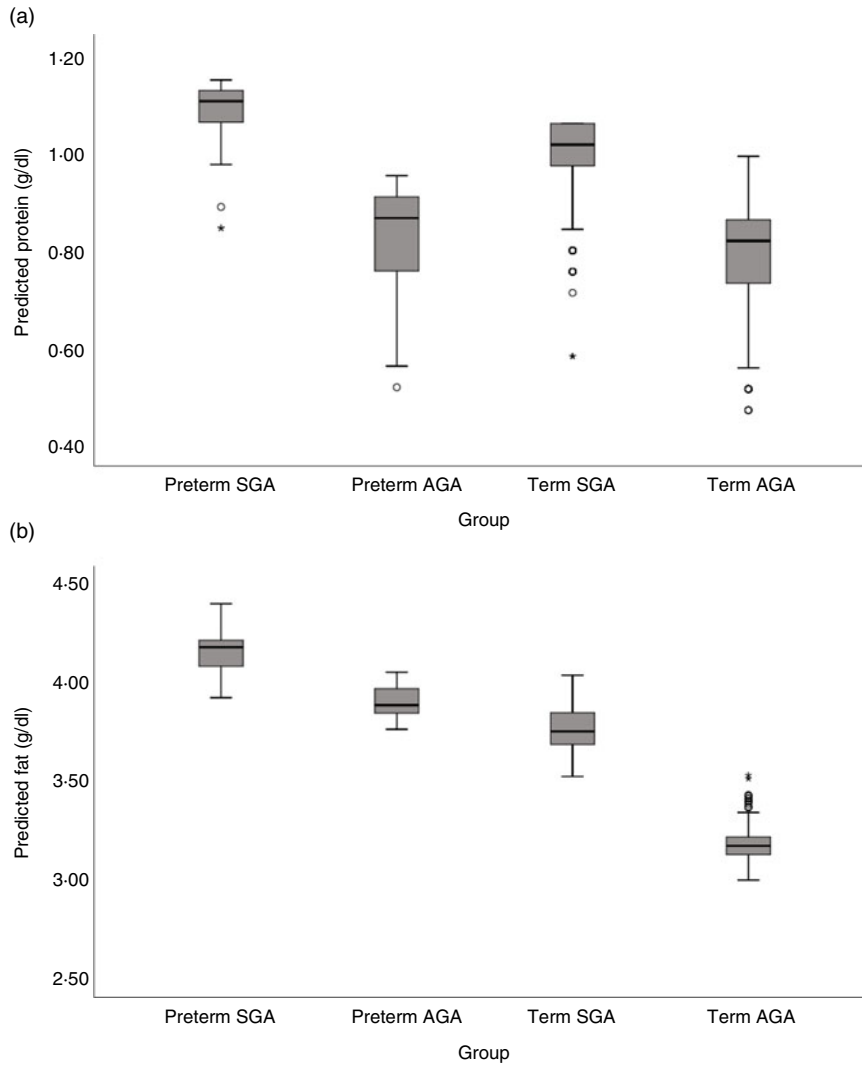 (a)
1·20
1·00
0·80
0·60
0·40
Predicted protein (g/dl)
Preterm SGA Preterm AGA Term SGA Term AGA
Group
(b)
4·50
4·00
3·50
3·00
2·50
Predicted fat (g/dl)
Preterm SGA Preterm AGA Term SGA Term AGA
Group